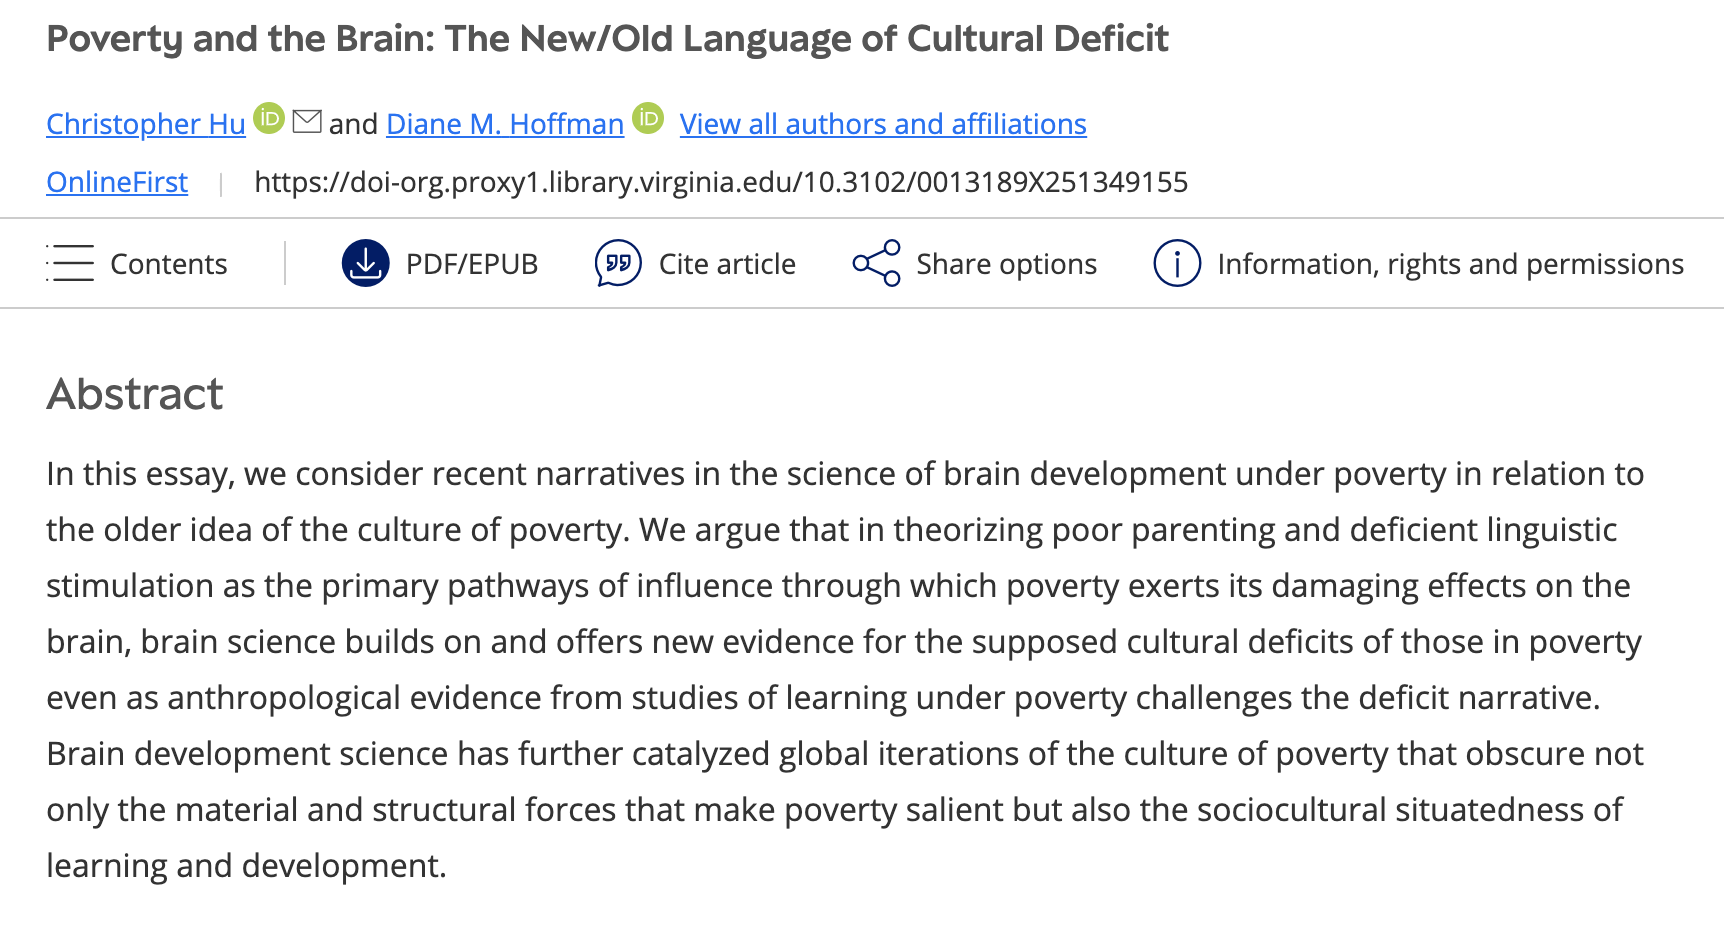 Poverty and the Brain: The New/Old Language of Cultural Deficit
Christopher Hu iD and Diane M. Hoffman iD View all authors and affiliations
OnlineFirst | https://doi-org.proxy1.library.virginia.edu/10.3102/0013189X251349155
Contents PDF/EPUB Cite article Share options Information, rights and permissions
Abstract
In this essay, we consider recent narratives in the science of brain development under poverty in relation to
the older idea of the culture of poverty. We argue that in theorizing poor parenting and deficient linguistic
stimulation as the primary pathways of influence through which poverty exerts its damaging effects on the
brain, brain science builds on and offers new evidence for the supposed cultural deficits of those in poverty
even as anthropological evidence from studies of learning under poverty challenges the deficit narrative.
Brain development science has further catalyzed global iterations of the culture of poverty that obscure not
only the material and structural forces that make poverty salient but also the sociocultural situatedness of
learning and development.